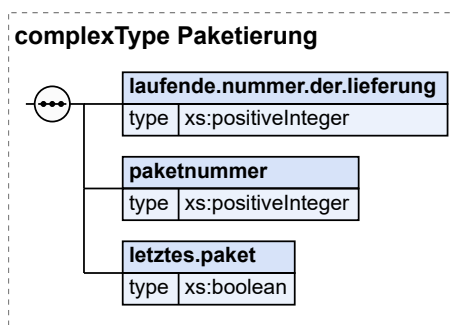 complexType Paketierung
laufende.nummer.der.lieferung
type xs:positiveInteger
paketnummer
type xs:positiveInteger
letztes.paket
type xs:boolean